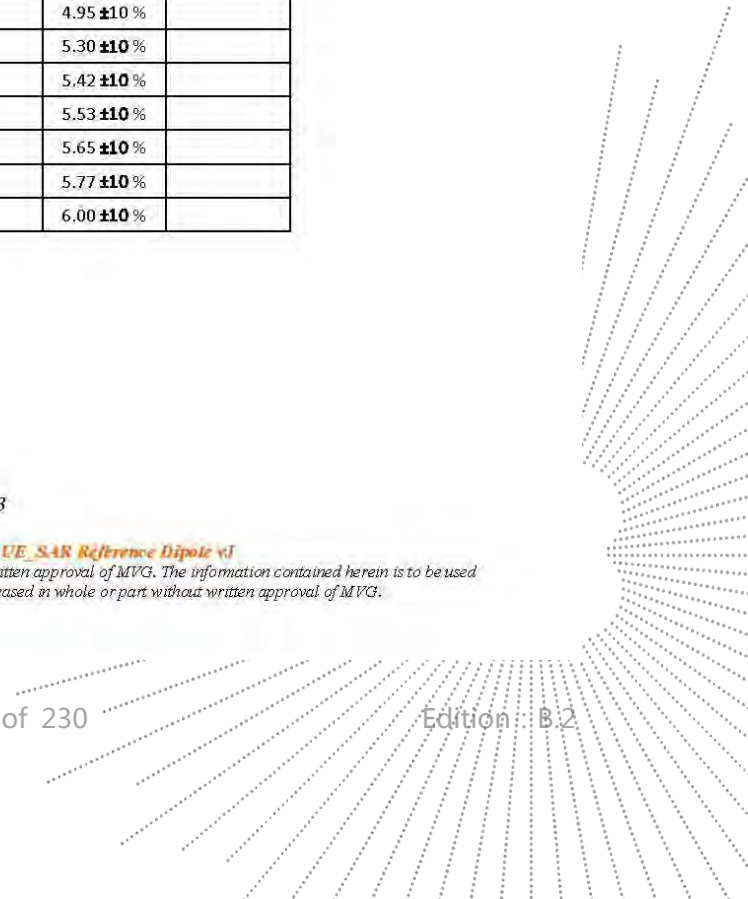 4.95 ±10 %
5.30 ±10 %
5.42 ±10 %
5.53 ±10 %
5.65 ±10 %
5.77 ±10 %
6.00 ±10 %
UE_SAR Reference Dipole vJ
itten approval of MVG. The information contained herein is to be used
eased in whole or part without written approval of MVG.
of 230
Edition: B.2